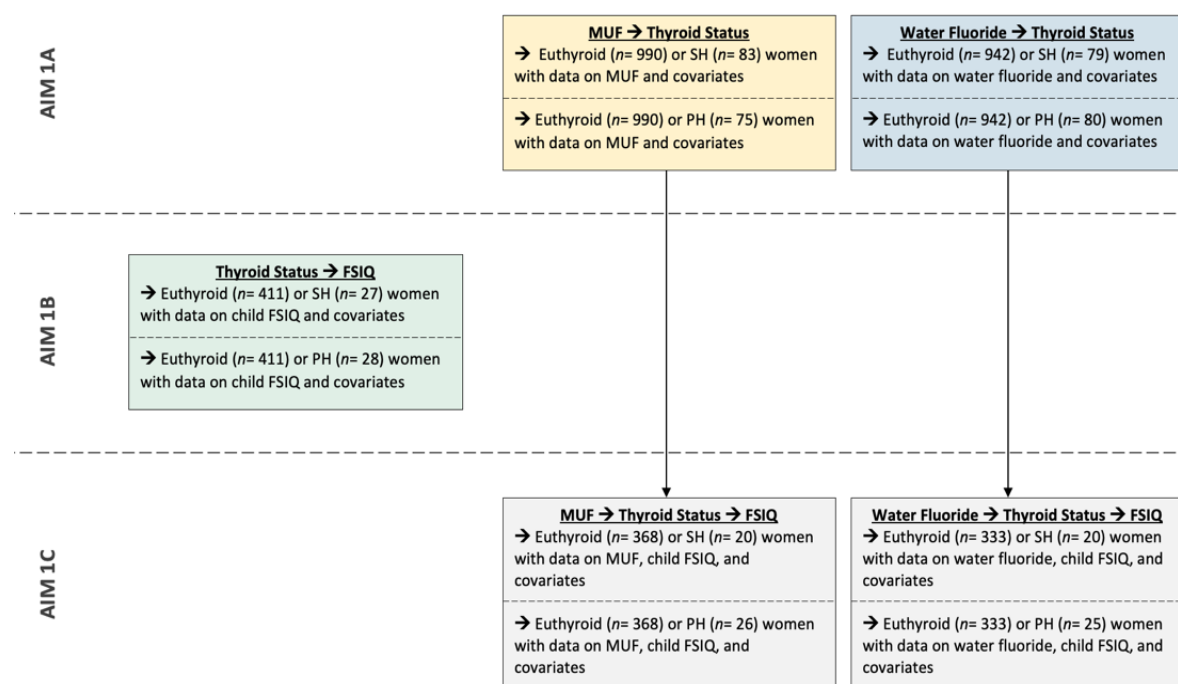 AIM 1A
MUF → Thyroid Status
→ Euthyroid (n= 990) or SH (n= 83) women
with data on MUF and covariates
→ Euthyroid (n= 990) or PH (n= 75) women
with data on MUF and covariates
Water Fluoride → Thyroid Status
→ Euthyroid (n= 942) or SH (n= 79) women
with data on water fluoride and covariates
→ Euthyroid (n= 942) or PH (n= 80) women
with data on water fluoride and covariates
AIM 1B
Thyroid Status → FSIQ
→ Euthyroid (n= 411) or SH (n= 27) women
with data on child FSIQ and covariates
→ Euthyroid (n= 411) or PH (n= 28) women
with data on child FSIQ and covariates
AIM 1C
MUF → Thyroid Status → FSIQ
→ Euthyroid (n= 368) or SH (n= 20) women
with data on MUF, child FSIQ, and
covariates
→ Euthyroid (n= 368) or PH (n= 26) women
with data on MUF, child FSIQ, and
covariates
Water Fluoride → Thyroid Status → FSIQ
→ Euthyroid (n= 333) or SH (n= 20) women
with data on water fluoride, child FSIQ, and
covariates
→ Euthyroid (n= 333) or PH (n= 25) women
with data on water fluoride, child FSIQ, and
covariates